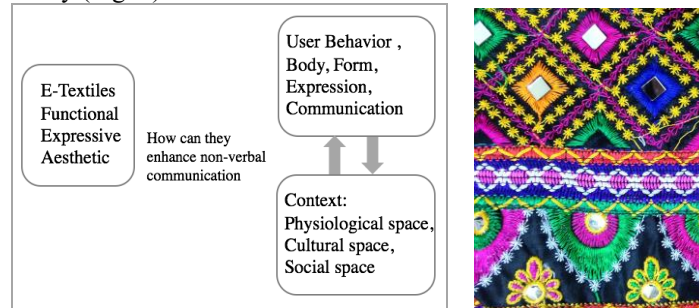 E-Textiles
Functional
Expressive
Aesthetic
How can they
enhance non-verbal
communication
User Behavior ,
Body, Form,
Expression,
Communication
Context:
Physiological space,
Cultural space,
Social space